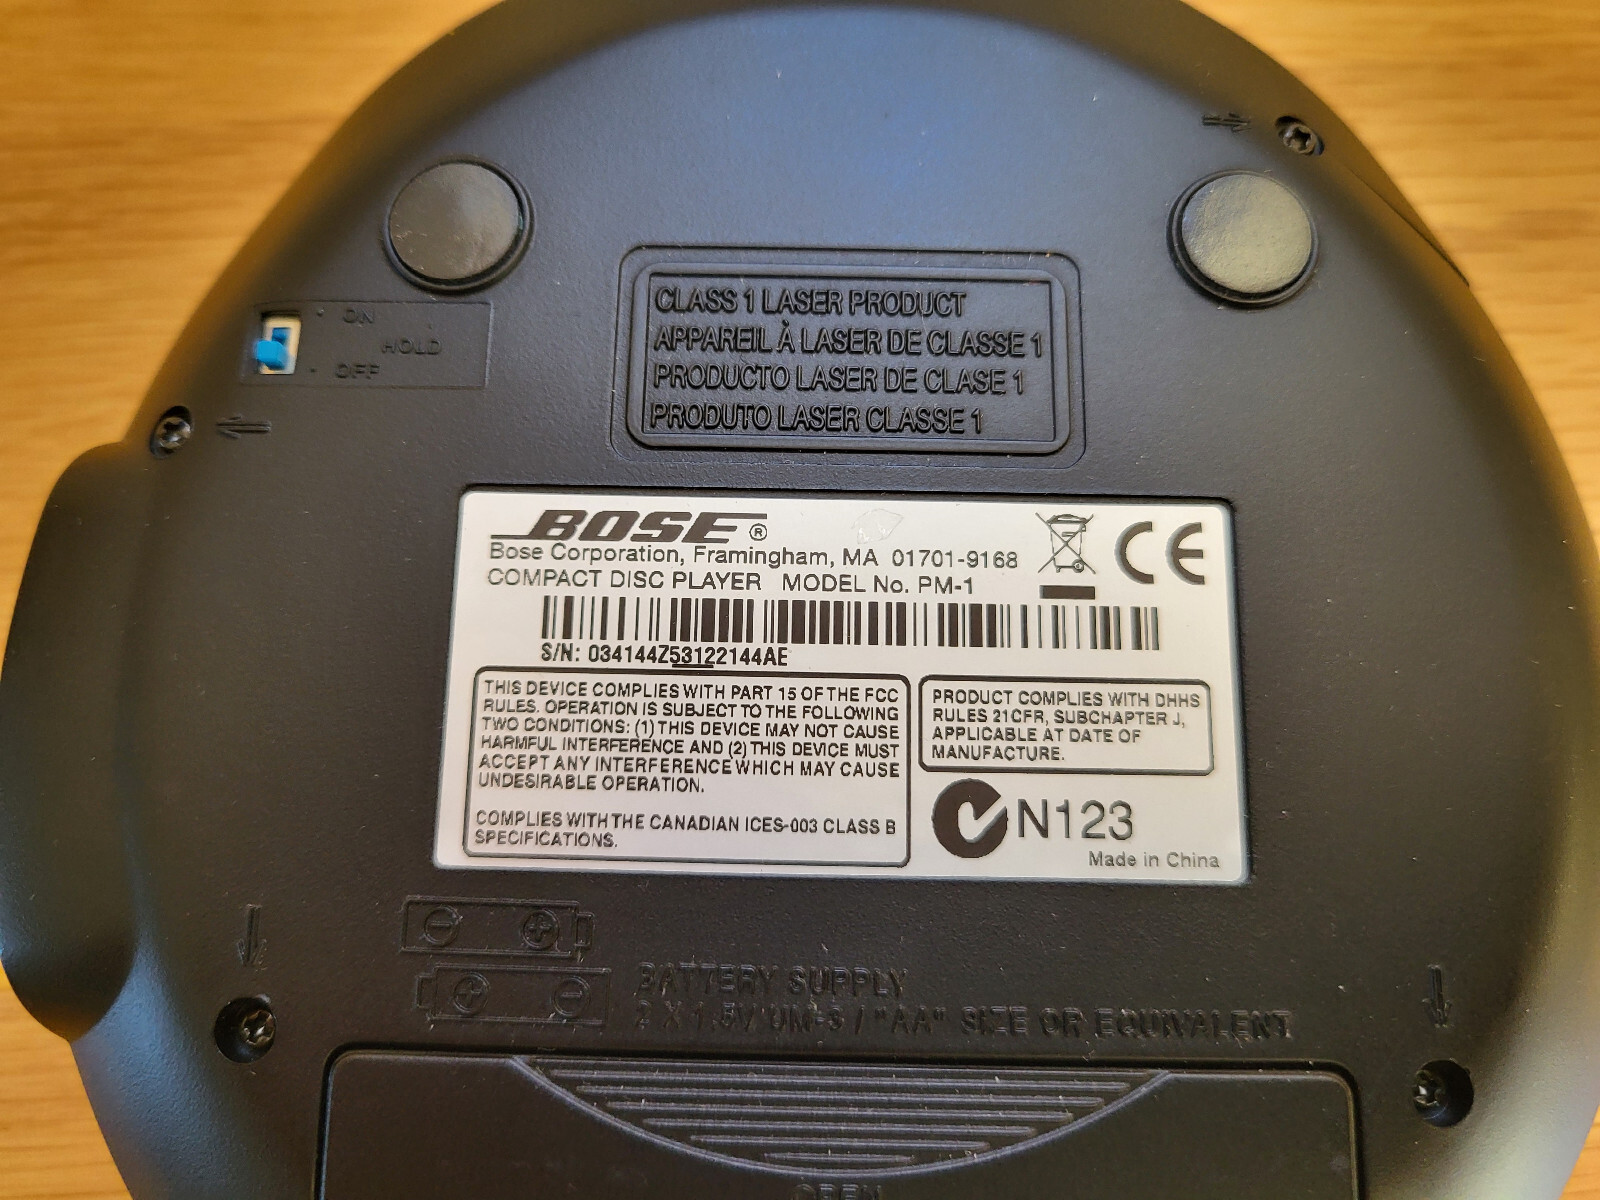 ON
HOLD
OFF
CLASS 1 LASER PRODUCT
APPAREIL À LASER DE CLASSE 1
PRODUCTO LASER DE CLASE 1
PRODUTO LASER CLASSE 1
BOSE®
Bose Corporation, Framingham, MA 01701-9168
COMPACT DISC PLAYER MODEL No. PM-1
CE
S/N: 034144Z53122144AE
THIS DEVICE COMPLIES WITH PART 15 OF THE FCC
RULES. OPERATION IS SUBJECT TO THE FOLLOWING
TWO CONDITIONS: (1) THIS DEVICE MAY NOT CAUSE
HARMFUL INTERFERENCE AND (2) THIS DEVICE MUST
ACCEPT ANY INTERFERENCE WHICH MAY CAUSE
UNDESIRABLE OPERATION.
COMPLIES WITH THE CANADIAN ICES-003 CLASS B
SPECIFICATIONS.
PRODUCT COMPLIES WITH DHHS
RULES 21CFR, SUBCHAPTER J,
APPLICABLE AT DATE OF
MANUFACTURE.
N123
Made in China
BATTERY SUPPLY
2 X 1.5V UM-3 / "AA" SIZE OR EQUIVALENT
OPEN